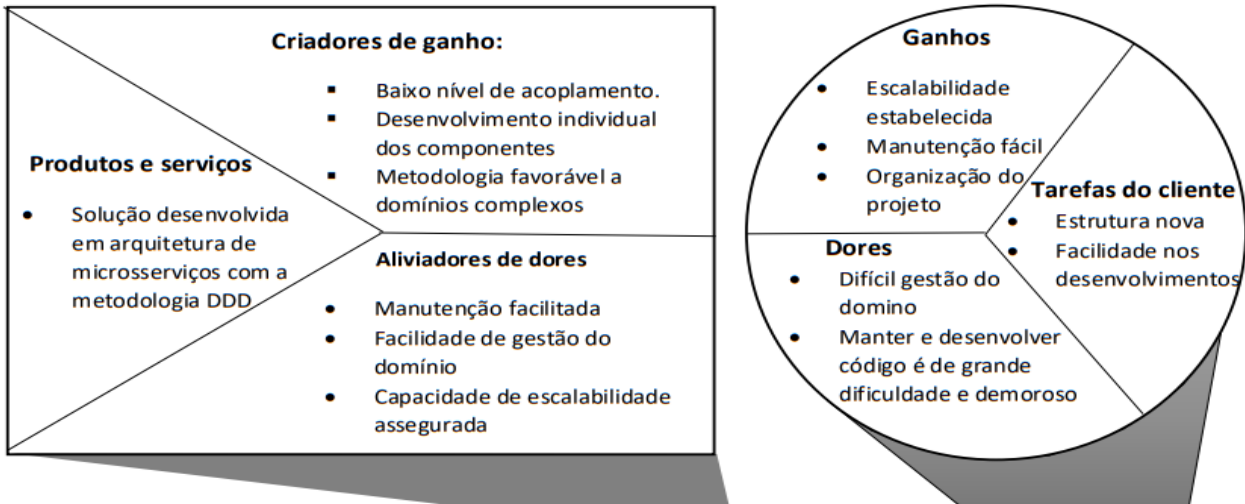 Criadores de ganho:
▪ Baixo nível de acoplamento.
▪ Desenvolvimento individual
dos componentes
▪ Metodologia favorável a
domínios complexos
Produtos e serviços
• Solução desenvolvida
em arquitetura de
microsserviços com a
metodologia DDD
Aliviadores de dores
• Manutenção facilitada
• Facilidade de gestão do
domínio
• Capacidade de escalabilidade
assegurada
Ganhos
• Escalabilidade
estabelecida
• Manutenção fácil
• Organização do
projeto
Tarefas do cliente
• Estrutura nova
• Facilidade nos
desenvolvimentos
Dores
• Difícil gestão do
domino
• Manter e desenvolver
código é de grande
dificuldade e demoroso